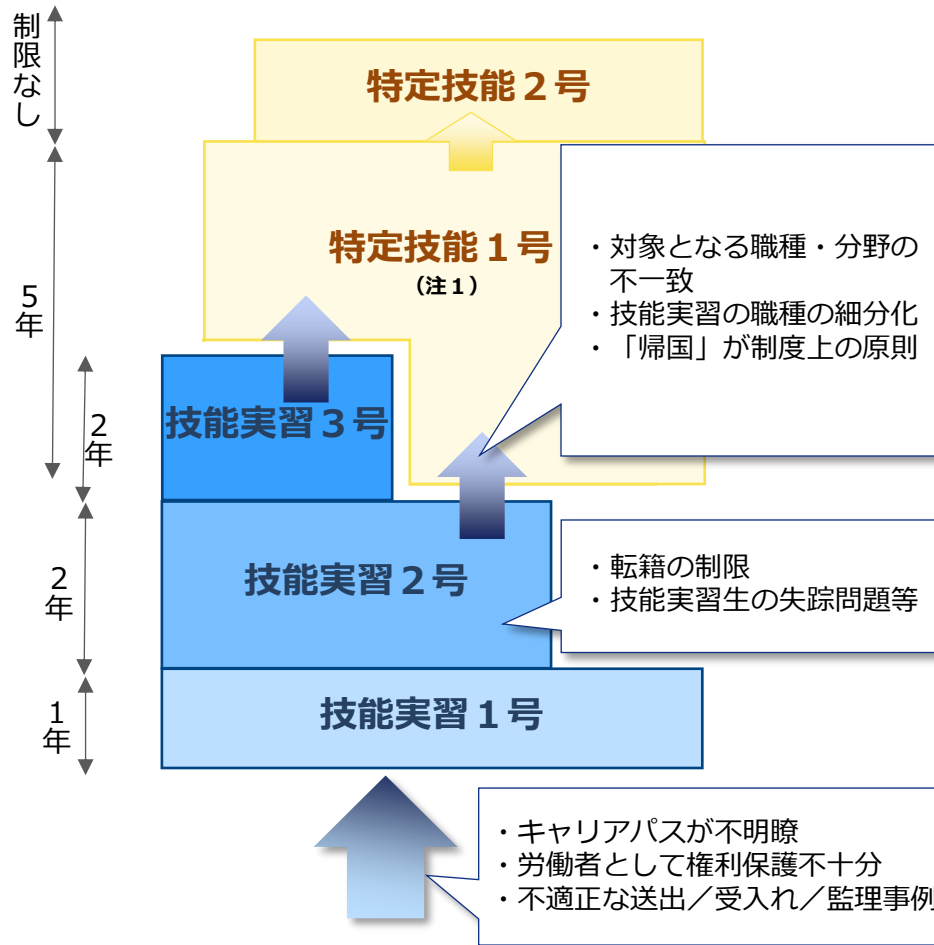 制限なし
特定技能２号
特定技能１号
（注１）
・対象となる職種・分野の
不一致
・技能実習の職種の細分化
・「帰国」が制度上の原則
5年
技能実習３号
2年
技能実習２号
・転籍の制限
・技能実習生の失踪問題等
2年
技能実習１号
1年
・キャリアパスが不明瞭
・労働者として権利保護不十分
・不適正な送出／受入れ／監理事例